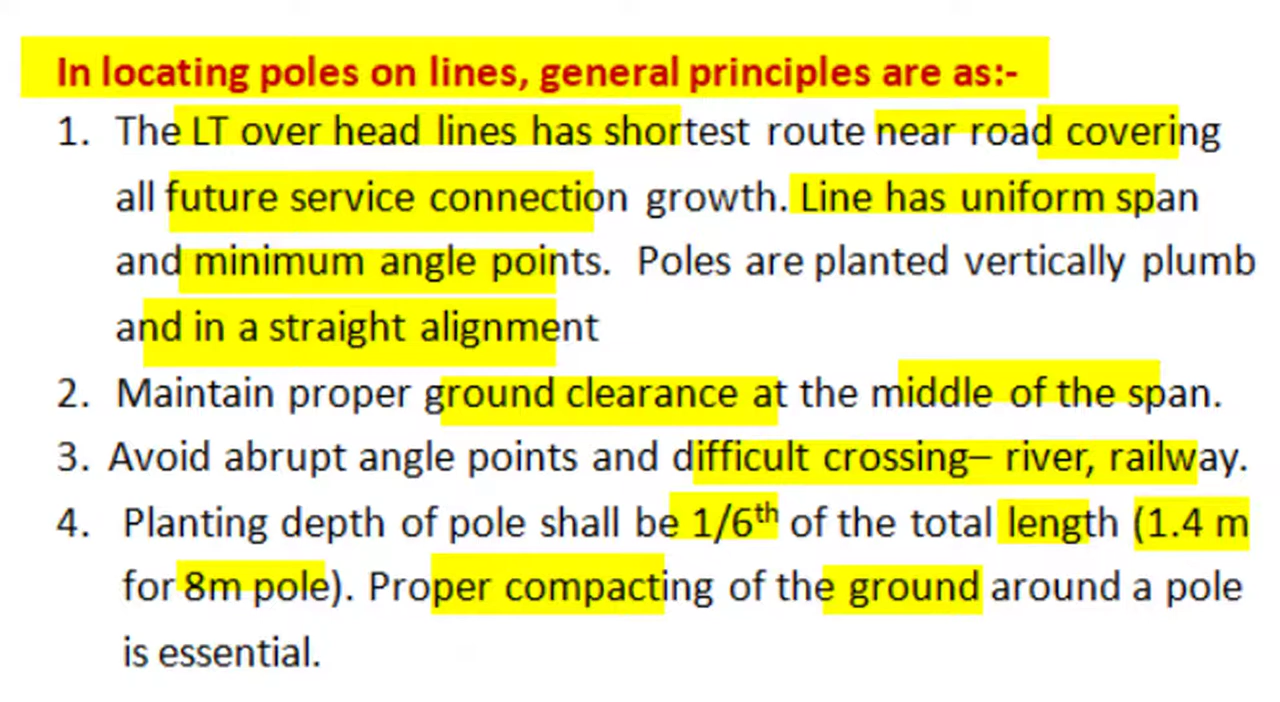 In locating poles on lines, general principles are as:-
1. The LT over head lines has shortest route near road covering
all future service connection growth. Line has uniform span
and minimum angle points. Poles are planted vertically plumb
and in a straight alignment
2. Maintain proper ground clearance at the middle of the span.
3. Avoid abrupt angle points and difficult crossing– river, railway.
4. Planting depth of pole shall be 1/6th of the total length (1.4 m
for 8m pole). Proper compacting of the ground around a pole
is essential.